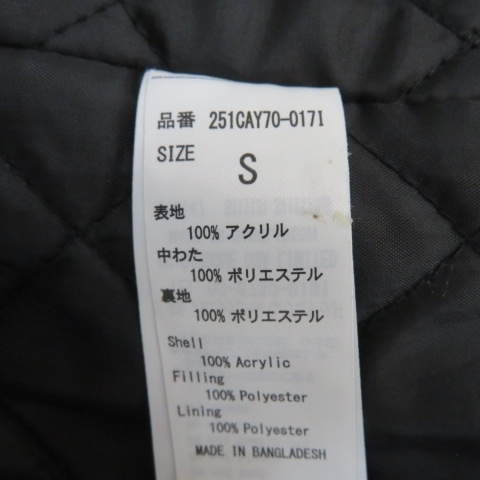 品番 251CAY70-017I
SIZE S
表地
100% アクリル
中わた
100% ポリエステル
裏地
100% ポリエステル
Shell
100% Acrylic
Filling
100% Polyester
Lining
100% Polyester
MADE IN BANGLADESH